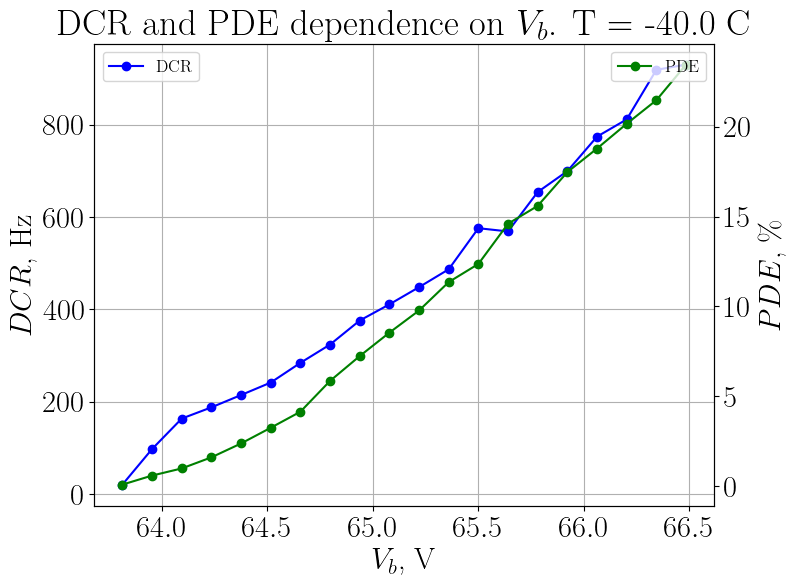 DCR and PDE dependence on V_b. T = -40.0 C
DCR
PDE
800
600
400
200
0
DCR, Hz
20
15
10
5
0
PDE, %
64.0 64.5 65.0 65.5 66.0 66.5
V_b, V